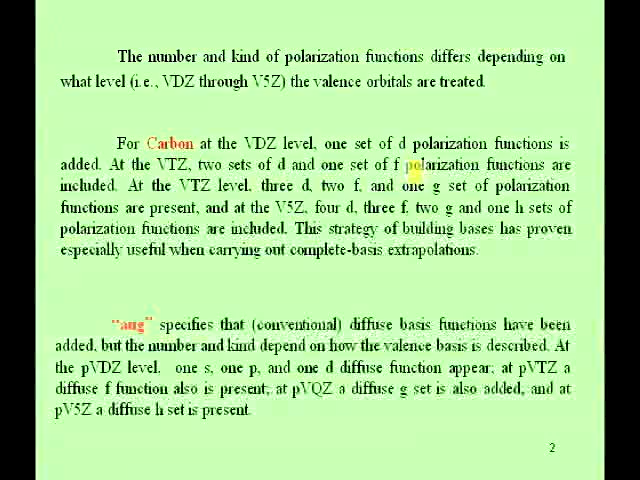 The number and kind of polarization functions differs depending on
what level (i.e., VDZ through V5Z) the valence orbitals are treated.
For Carbon at the VDZ level, one set of d polarization functions is
added. At the VTZ, two sets of d and one set of f polarization functions are
included. At the VTZ level, three d, two f, and one g set of polarization
functions are present, and at the V5Z, four d, three f, two g and one h sets of
polarization functions are included. This strategy of building bases has proven
especially useful when carrying out complete-basis extrapolations.
"aug" specifies that (conventional) diffuse basis functions have been
added, but the number and kind depend on how the valence basis is described. At
the pVDZ level, one s, one p, and one d diffuse function appear; at pVTZ a
diffuse f function also is present; at pVQZ a diffuse g set is also added; and at
pV5Z a diffuse h set is present.
2